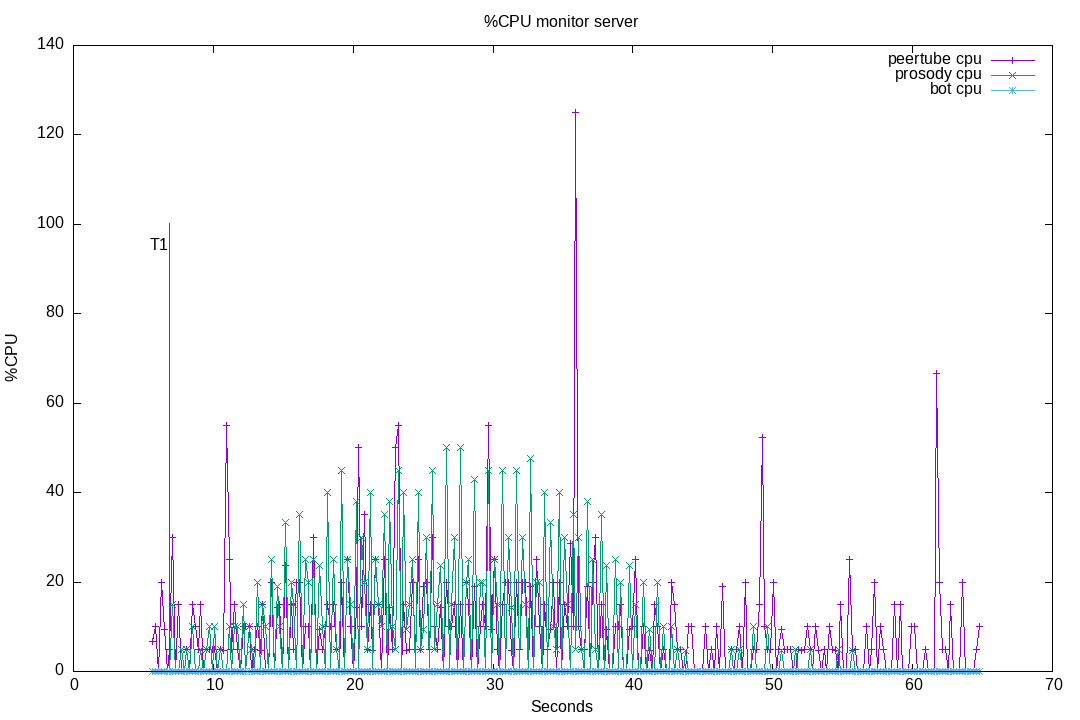 %CPU monitor server
140
120
100
80
60
40
20
0
%CPU
peertube cpu
prosody cpu
bot cpu
T1
0 10 20 30 40 50 60 70
Seconds